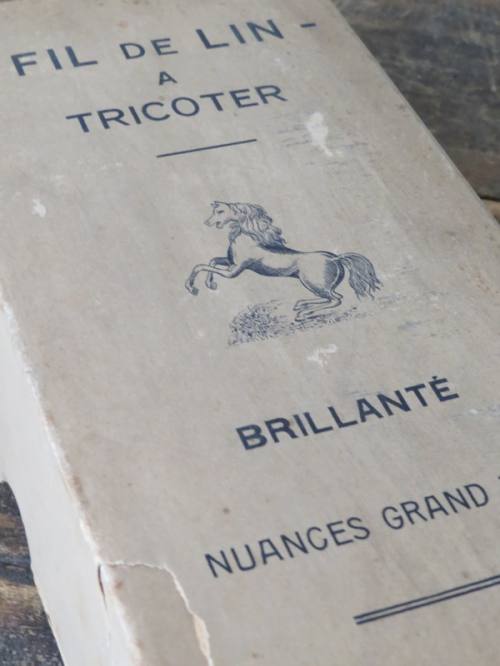 FIL DE LIN -
A
TRICOTER
BRILLANTÉ
NUANCES GRAND